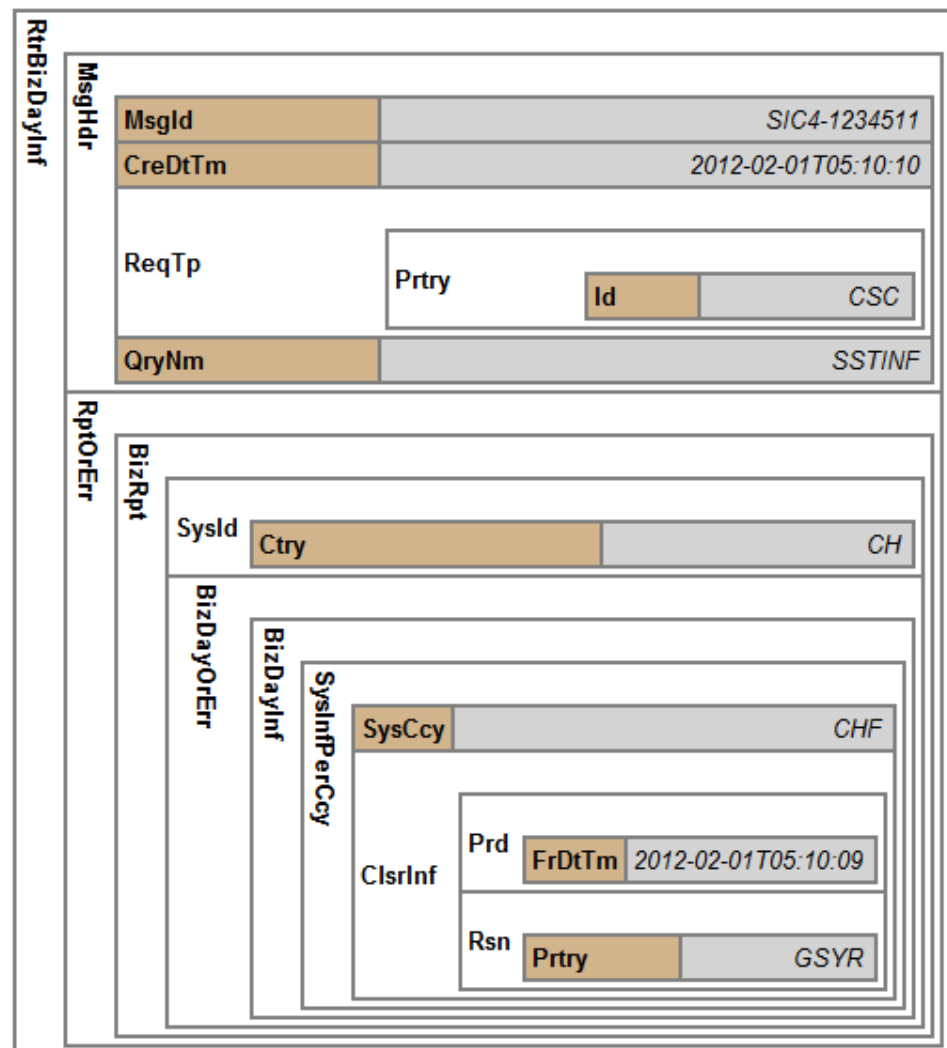 RtrBizDayInf
MsgHdr
MsgId SIC4-1234511
CreDtTm 2012-02-01T05:10:10
ReqTp
Prtry
Id CSC
QryNm SSTINF
RptOrErr
BizRpt
SysId
Ctry CH
BizDayOrErr
BizDayInf
SysInfPerCcy
SysCcy CHF
ClsrInf
Prd
FrDtTm 2012-02-01T05:10:09
Rsn
Prtry GSYR